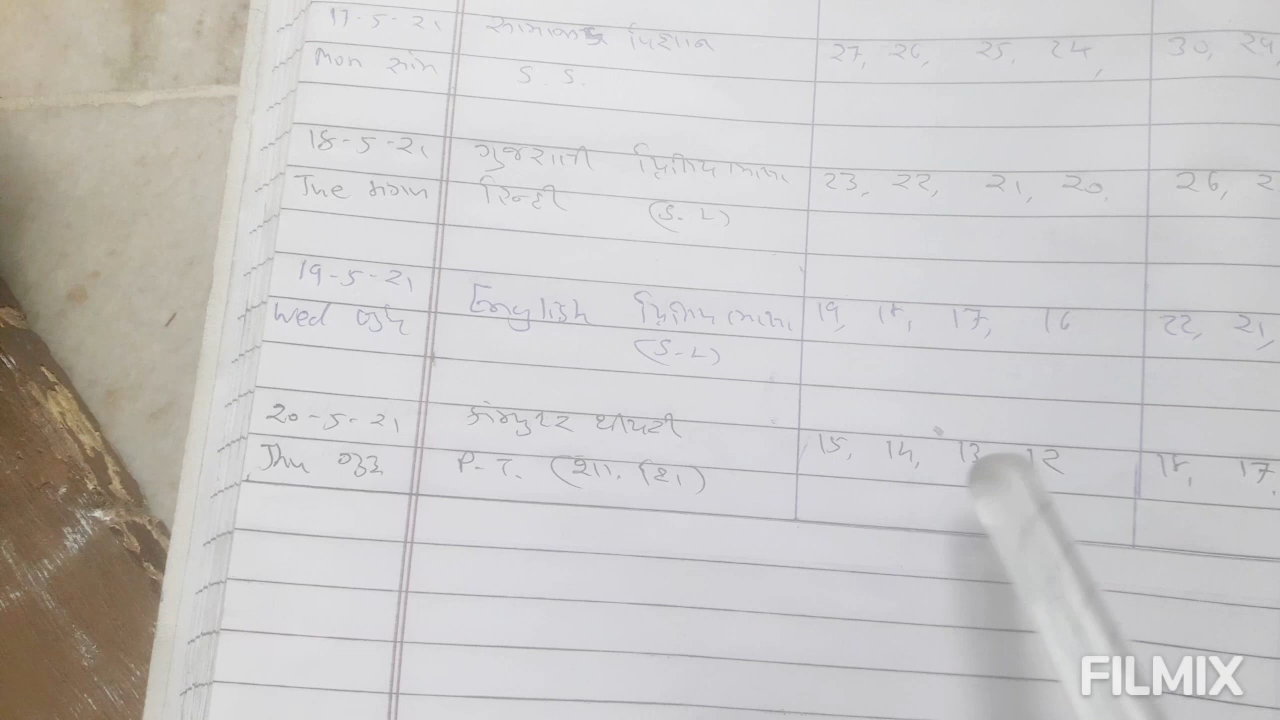 17-5-21 સામાજિક વિજ્ઞાન 27, 26, 25, 24, 30, 29
Mon સોમ S. S.
18-5-21 ગુજરાતી દ્વિતિય ભાષા 23, 22, 21, 20, 26, 2
Tue મંગળ હિન્દી (S-L)
19-5-21 English દ્વિતિય ભાષા 19, 18, 17, 16 22, 21,
Wed બુધ (S-L)
20-5-21 કોમ્પ્યુટર થીયરી 15, 14, 13, 12 18, 17,
Thu ગુરૂ P-T. (શા. શિ)
FILMIX